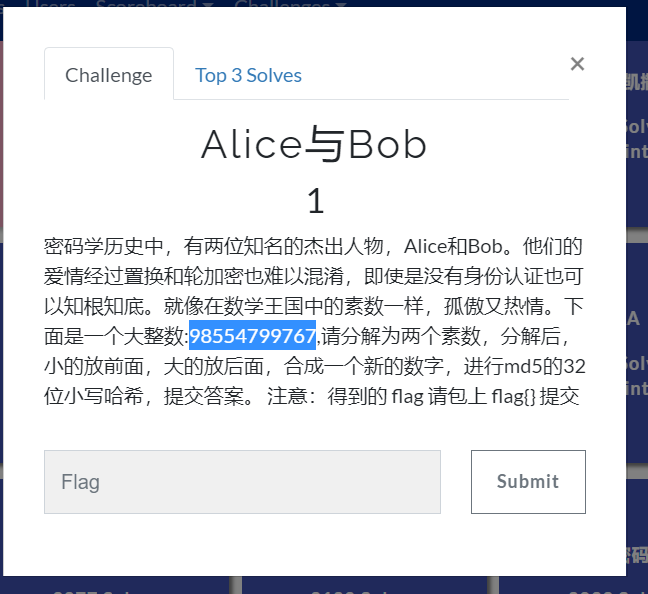 Users Scoreboard Challenges
Challenge
Top 3 Solves
×
Alice与Bob
1
密码学历史中，有两位知名的杰出人物，Alice和Bob。他们的
爱情经过置换和轮加密也难以混淆，即使是没有身份认证也可
以知根知底。就像在数学王国中的素数一样，孤傲又热情。下
面是一个大整数:98554799767,请分解为两个素数，分解后，
小的放前面，大的放后面，合成一个新的数字，进行md5的32
位小写哈希，提交答案。 注意：得到的 flag 请包上 flag{} 提交
Flag
Submit